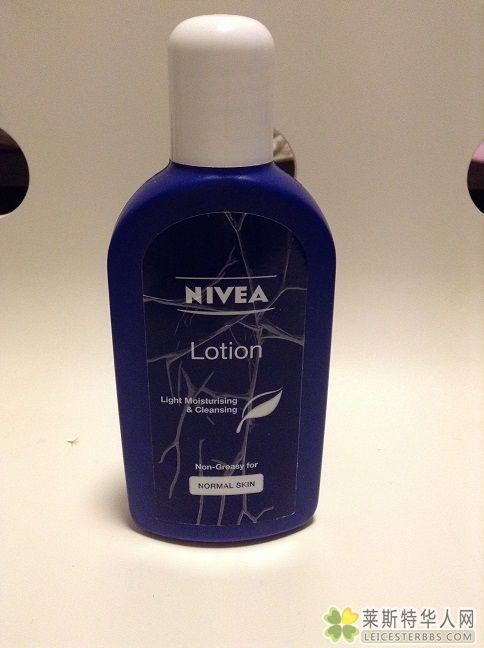 NIVEA
Lotion
Light Moisturising
& Cleansing
Non-Greasy for
NORMAL SKIN
莱斯特华人网
LEICESTERBBS.COM